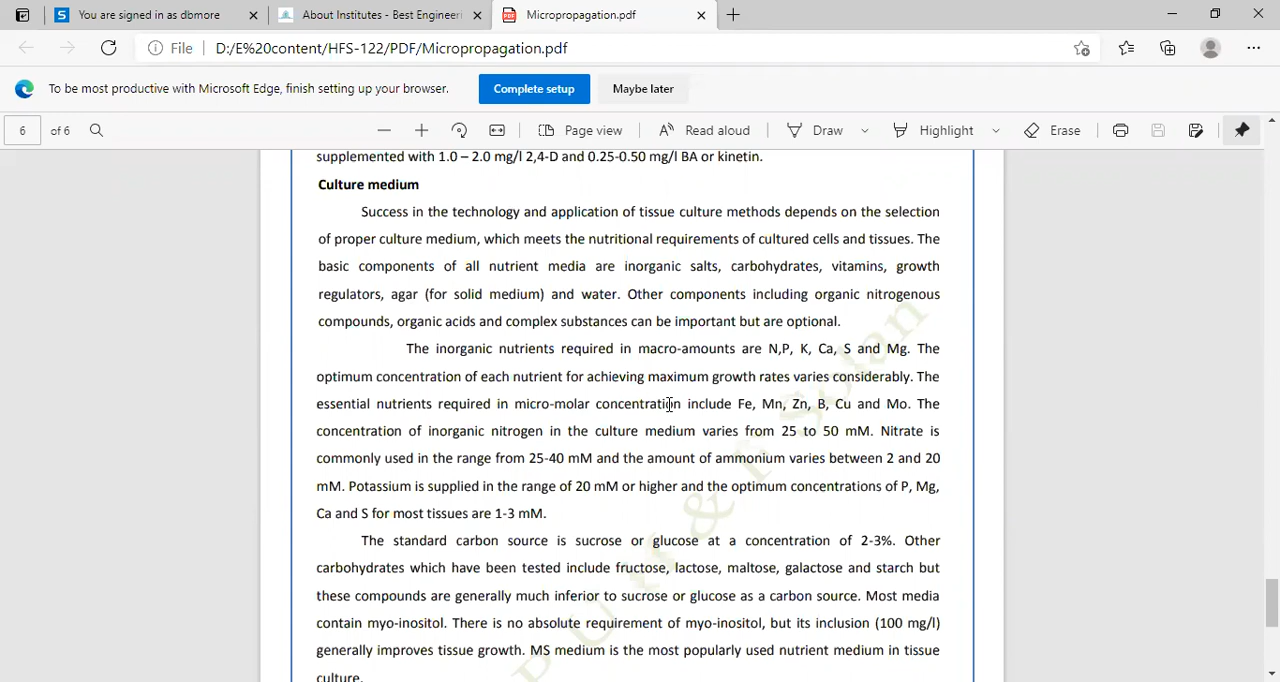 You are signed in as dbmore
About Institutes - Best Engineeri
Micropropagation.pdf
File
D:/E%20content/HFS-122/PDF/Micropropagation.pdf
To be most productive with Microsoft Edge, finish setting up your browser.
Complete setup
Maybe later
6 of 6
Page view
Read aloud
Draw
Highlight
Erase
supplemented with 1.0 – 2.0 mg/l 2,4-D and 0.25-0.50 mg/l BA or kinetin.
Culture medium
Success in the technology and application of tissue culture methods depends on the selection
of proper culture medium, which meets the nutritional requirements of cultured cells and tissues. The
basic components of all nutrient media are inorganic salts, carbohydrates, vitamins, growth
regulators, agar (for solid medium) and water. Other components including organic nitrogenous
compounds, organic acids and complex substances can be important but are optional.
The inorganic nutrients required in macro-amounts are N,P, K, Ca, S and Mg. The
optimum concentration of each nutrient for achieving maximum growth rates varies considerably. The
essential nutrients required in micro-molar concentration include Fe, Mn, Zn, B, Cu and Mo. The
concentration of inorganic nitrogen in the culture medium varies from 25 to 50 mM. Nitrate is
commonly used in the range from 25-40 mM and the amount of ammonium varies between 2 and 20
mM. Potassium is supplied in the range of 20 mM or higher and the optimum concentrations of P, Mg,
Ca and S for most tissues are 1-3 mM.
The standard carbon source is sucrose or glucose at a concentration of 2-3%. Other
carbohydrates which have been tested include fructose, lactose, maltose, galactose and starch but
these compounds are generally much inferior to sucrose or glucose as a carbon source. Most media
contain myo-inositol. There is no absolute requirement of myo-inositol, but its inclusion (100 mg/l)
generally improves tissue growth. MS medium is the most popularly used nutrient medium in tissue
culture.